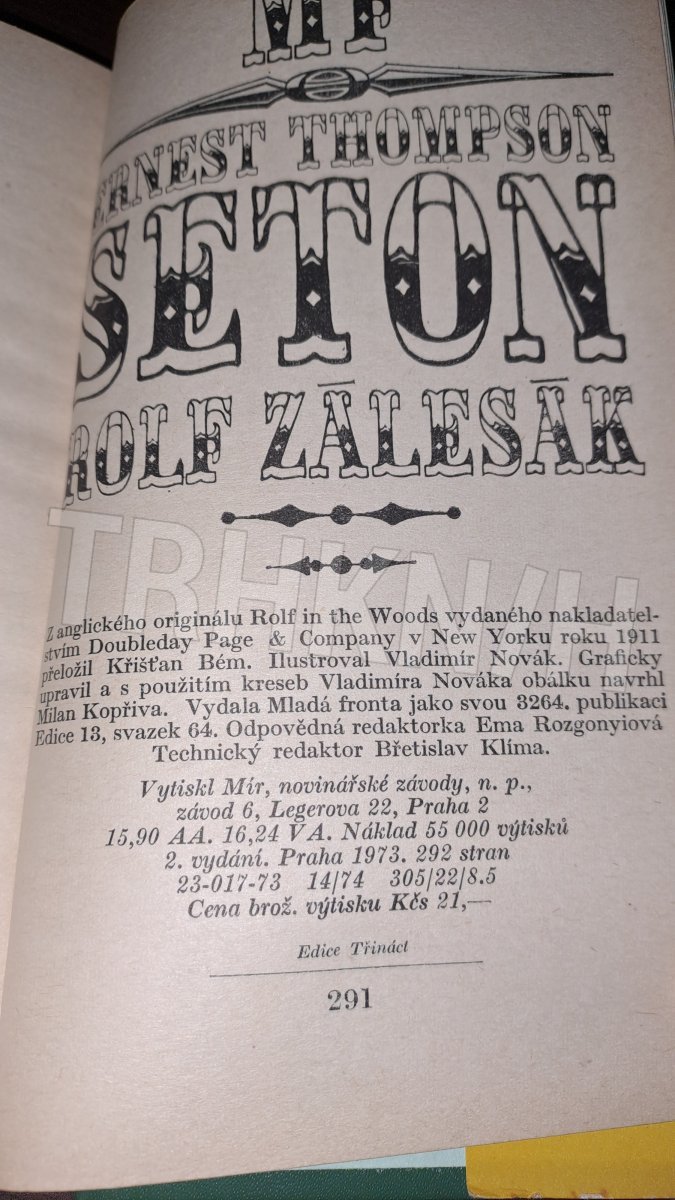 MF
ERNEST THOMPSON
SETON
ROLF ZÁLESÁK
TRHKNIH
Z anglického originálu Rolf in the Woods vydaného nakladatel-
stvím Doubleday Page & Company v New Yorku roku 1911
přeložil Křišťan Bém. Ilustroval Vladimír Novák. Graficky
upravil a s použitím kreseb Vladimíra Nováka obálku navrhl
Milan Kopřiva. Vydala Mladá fronta jako svou 3264. publikaci
Edice 13, svazek 64. Odpovědná redaktorka Ema Rozgonyiová
Technický redaktor Břetislav Klíma.
Vytiskl Mír, novinářské závody, n. p.,
závod 6, Legerova 22, Praha 2
15,90 AA. 16,24 VA. Náklad 55 000 výtisků
2. vydání. Praha 1973. 292 stran
23-017-73 14/74 305/22/8.5
Cena brož. výtisku Kčs 21,—
Edice Třináct
291